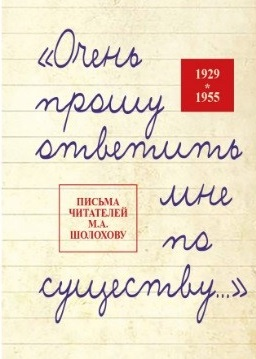 «Очень
1929
*
1955
прошу
ответить
ПИСЬМА
ЧИТАТЕЛЕЙ
М.А.
ШОЛОХОВУ
мне
по
существу...»